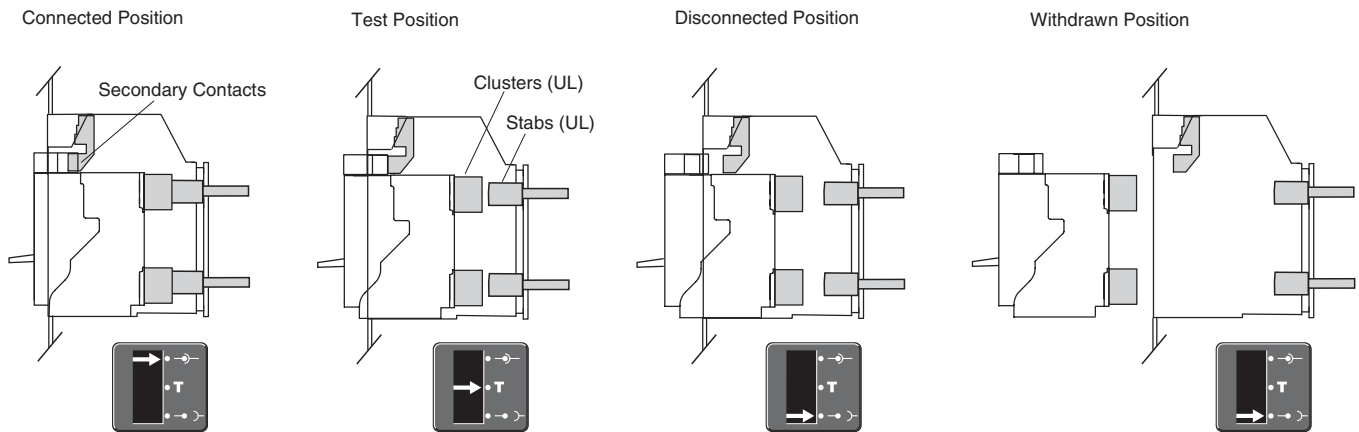 Connected Position
Test Position
Disconnected Position
Withdrawn Position
Secondary Contacts
Clusters (UL)
Stabs (UL)
T
T
T
T